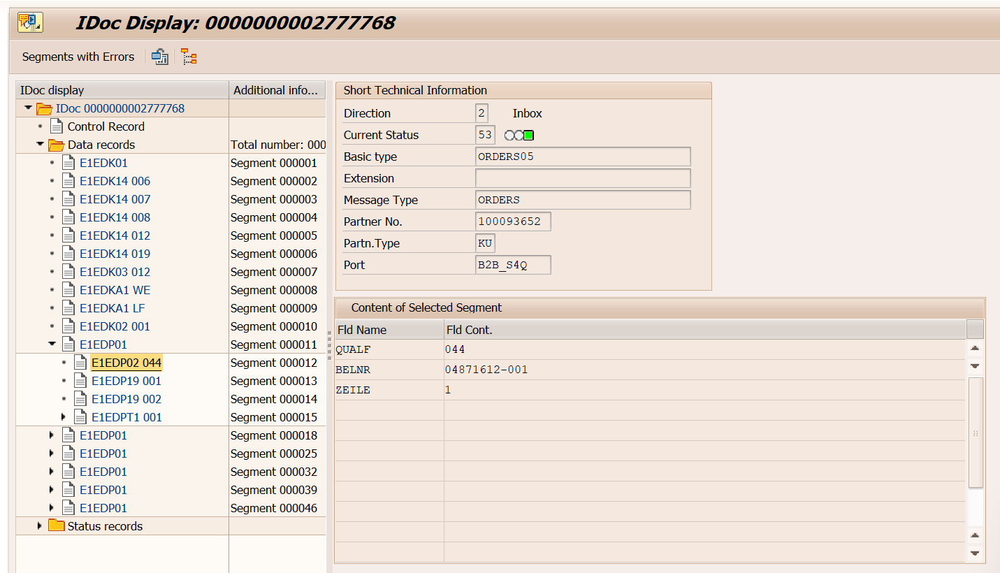 IDoc Display: 0000000002777768
Segments with Errors
IDoc display Additional info...
IDoc 0000000002777768
Control Record
Data records Total number: 000
E1EDK01 Segment 000001
E1EDK14 006 Segment 000002
E1EDK14 007 Segment 000003
E1EDK14 008 Segment 000004
E1EDK14 012 Segment 000005
E1EDK14 019 Segment 000006
E1EDK03 012 Segment 000007
E1EDKA1 WE Segment 000008
E1EDKA1 LF Segment 000009
E1EDK02 001 Segment 000010
E1EDP01 Segment 000011
E1EDP02 044 Segment 000012
E1EDP19 001 Segment 000013
E1EDP19 002 Segment 000014
E1EDPT1 001 Segment 000015
E1EDP01 Segment 000018
E1EDP01 Segment 000025
E1EDP01 Segment 000032
E1EDP01 Segment 000039
E1EDP01 Segment 000046
Status records
Short Technical Information
Direction 2 Inbox
Current Status 53
Basic type ORDERS05
Extension
Message Type ORDERS
Partner No. 100093652
Partn.Type KU
Port B2B_S4Q
Content of Selected Segment
Fld Name Fld Cont.
QUALF 044
BELNR 04871612-001
ZEILE 1